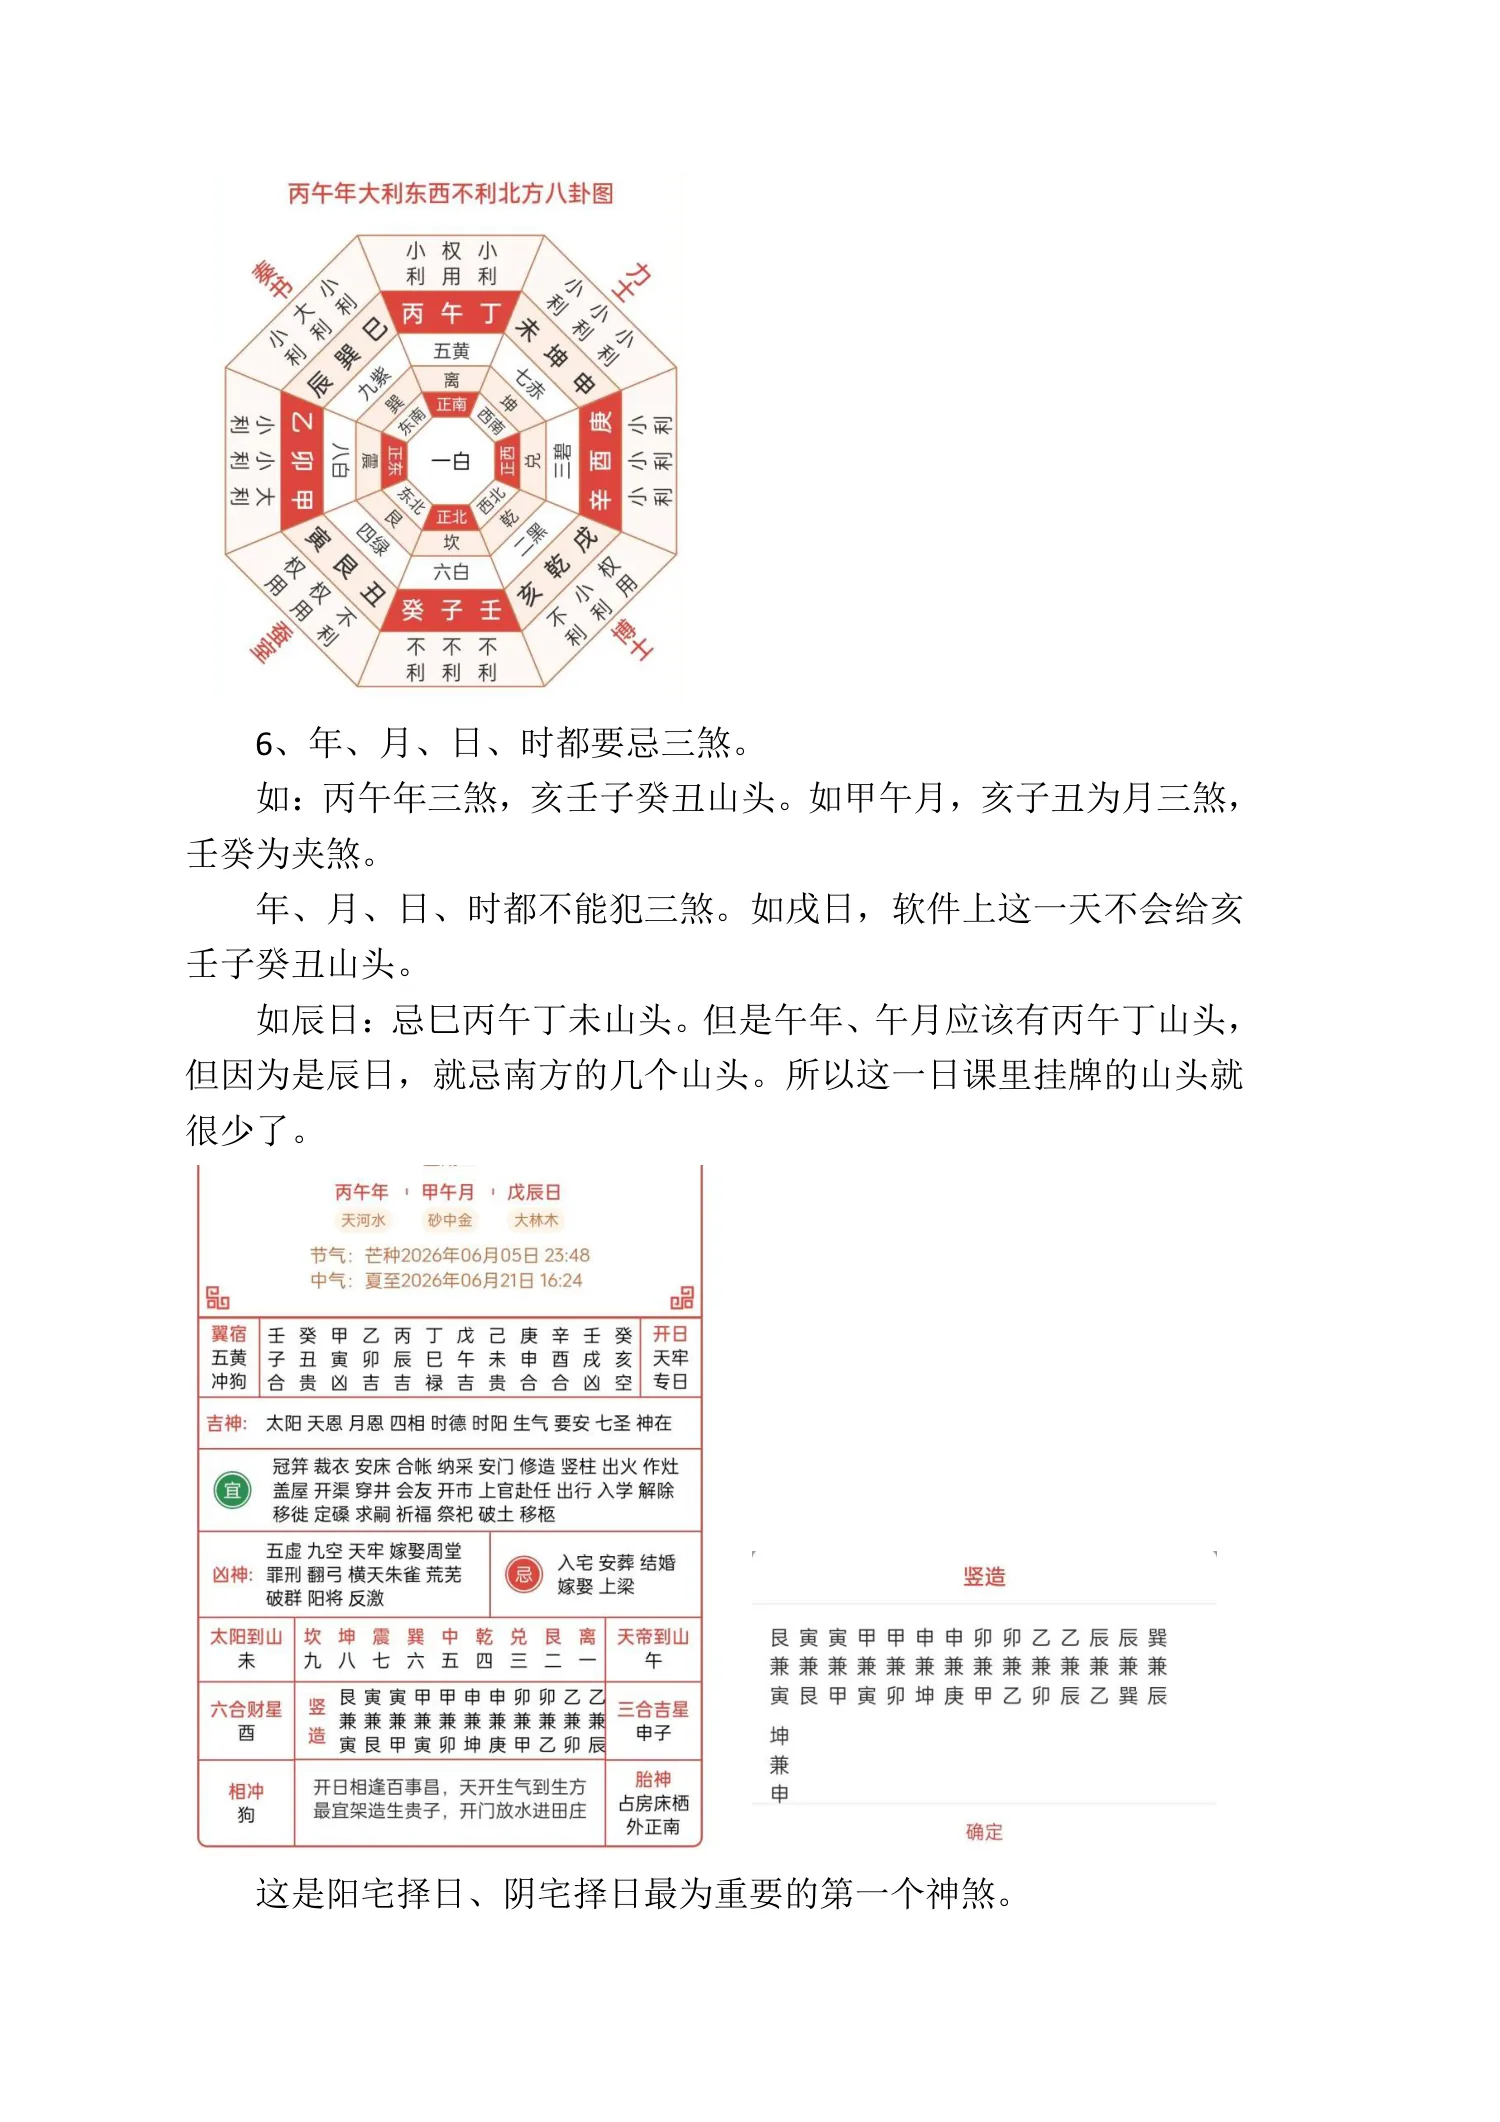 丙午年大利东西不利北方八卦图
奏书
力士
小利 权用 小利
小利 大利 小利
小利 小利 小利
丙 午 丁
辰 巽 巳
未 坤 申
五黄
九紫
七赤
离
巽
坤
正南
东南
西南
小利 小利 大利
乙 卯 甲
八白
震
正东
一白
正西
兑
三碧
庚 酉 辛
小利 小利 小利
东北
西北
正北
艮
乾
坎
四绿
二黑
六白
寅 艮 丑
亥 乾 戌
癸 子 壬
权用 权用 不利
不利 小利 权用
不利 不利 不利
蚕室
博士
6、年、月、日、时都要忌三煞。
如：丙午年三煞，亥壬子癸丑山头。如甲午月，亥子丑为月三煞，
壬癸为夹煞。
年、月、日、时都不能犯三煞。如戌日，软件上这一天不会给亥
壬子癸丑山头。
如辰日：忌巳丙午丁未山头。但是午年、午月应该有丙午丁山头，
但因为是辰日，就忌南方的几个山头。所以这一日课里挂牌的山头就
很少了。
丙午年 甲午月 戊辰日
天河水 砂中金 大林木
节气：芒种2026年06月05日 23:48
中气：夏至2026年06月21日 16:24
翼宿
五黄
冲狗
壬 癸 甲 乙 丙 丁 戊 己 庚 辛 壬 癸
子 丑 寅 卯 辰 巳 午 未 申 酉 戌 亥
合 贵 凶 吉 吉 禄 吉 贵 合 合 凶 空
开日
天牢
专日
吉神: 太阳 天恩 月恩 四相 时德 时阳 生气 要安 七圣 神在
宜
冠笄 裁衣 安床 合帐 纳采 安门 修造 竖柱 出火 作灶
盖屋 开渠 穿井 会友 开市 上官赴任 出行 入学 解除
移徙 定磉 求嗣 祈福 祭祀 破土 移柩
凶神:
五虚 九空 天牢 嫁娶周堂
罪刑 翻弓 横天朱雀 荒芜
破群 阳将 反激
忌
入宅 安葬 结婚
嫁娶 上梁
太阳到山
未
坎 坤 震 巽 中 乾 兑 艮 离
九 八 七 六 五 四 三 二 一
天帝到山
午
六合财星
酉
竖造
艮 寅 寅 甲 甲 申 申 卯 卯 乙 乙
兼 兼 兼 兼 兼 兼 兼 兼 兼 兼 兼
寅 艮 甲 寅 卯 坤 庚 甲 乙 卯 辰
三合吉星
申子
相冲
狗
开日相逢百事昌，天开生气到生方
最宜架造生贵子，开门放水进田庄
胎神
占房床栖
外正南
竖造
艮 寅 寅 甲 甲 申 申 卯 卯 乙 乙 辰 辰 巽
兼 兼 兼 兼 兼 兼 兼 兼 兼 兼 兼 兼 兼 兼
寅 艮 甲 寅 卯 坤 庚 甲 乙 卯 辰 乙 巽 辰
坤
兼
申
确定
这是阳宅择日、阴宅择日最为重要的第一个神煞。